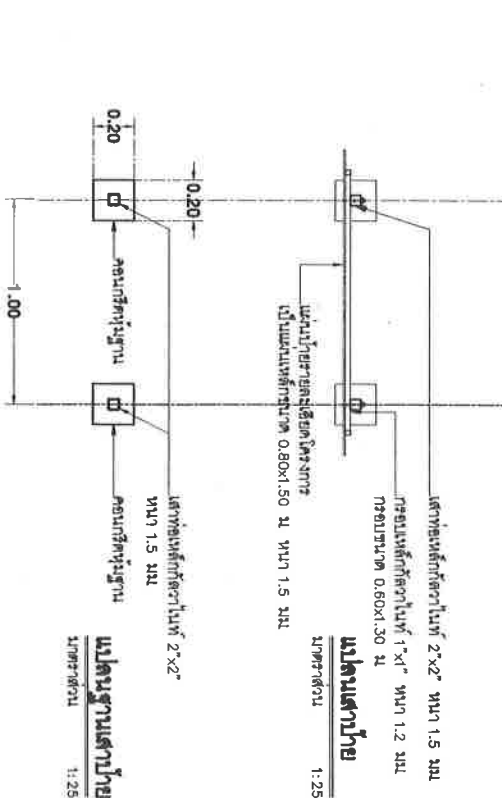 เสาท่อเหล็กกัลวาไนท์ 2"x2" หนา 1.5 มม
กรอบเหล็กกัลวาไนท์ 1"x1" หนา 1.2 มม
กรอบขนาด 0.60x1.30 ม
แผ่นป้ายรายละเอียดโครงการ
เป็นแผ่นเหล็กขนาด 0.80x1.50 ม หนา 1.5 มม
แปลนเสาป้าย
มาตราส่วน 1:25
0.20
0.20
เสาท่อเหล็กกัลวาไนท์ 2"x2"
หนา 1.5 มม
คอนกรีตหุ้มฐาน
คอนกรีตหุ้มฐาน
1.00
แปลนฐานเสาป้าย
มาตราส่วน 1:25